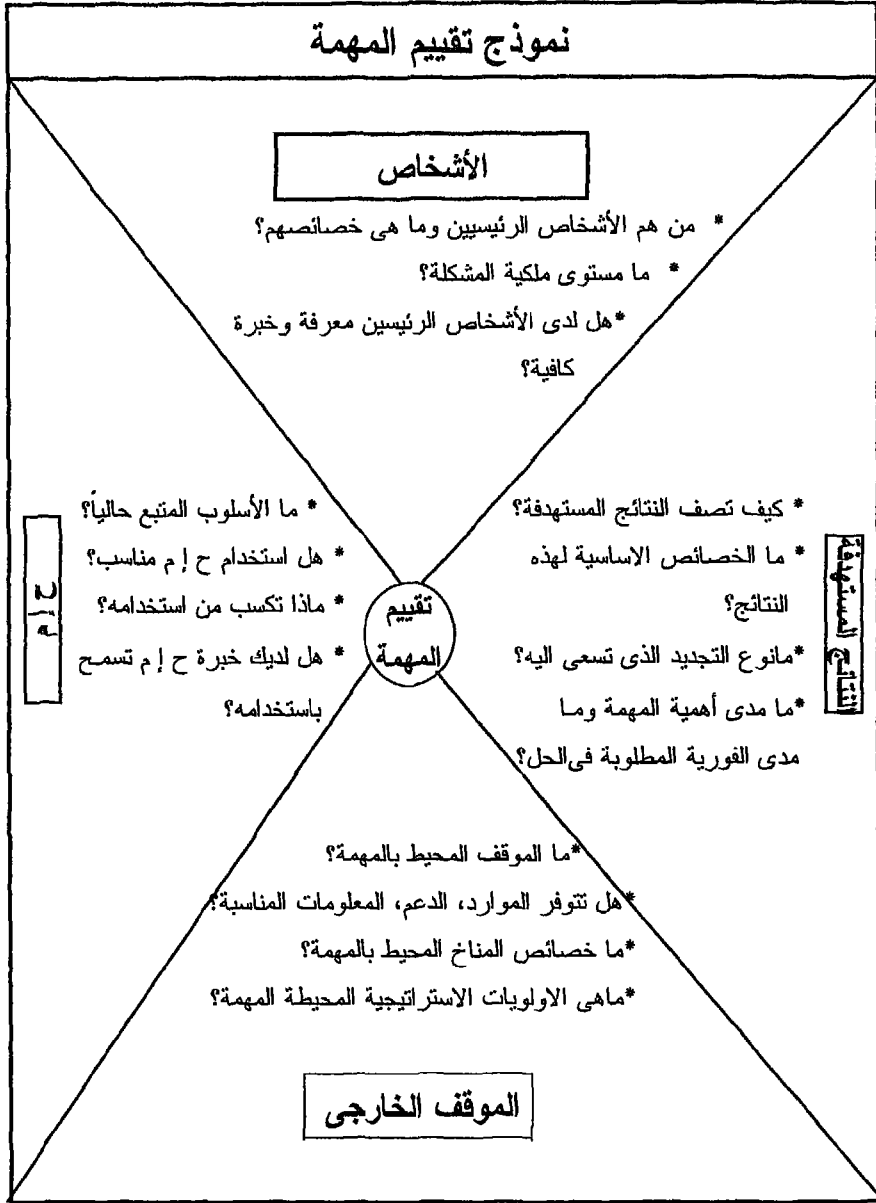 نموذج تقييم المهمة
الأشخاص
* من هم الأشخاص الرئيسيين وما هى خصائصهم؟
* ما مستوى ملكية المشكلة؟
*هل لدى الأشخاص الرئيسين معرفة وخبرة
كافية؟
النتائج المستهدفة
* كيف تصف النتائج المستهدفة؟
* ما الخصائص الاساسية لهذه
النتائج؟
*مانوع التجديد الذى تسعى اليه؟
*ما مدى أهمية المهمة وما
مدى الفورية المطلوبة فى الحل؟
تقييم
المهمة
* ما الأسلوب المتبع حالياً؟
* هل استخدام ح إ م مناسب؟
* ماذا تكسب من استخدامه؟
* هل لديك خبرة ح إ م تسمح
باستخدامه؟
ح إ م
*ما الموقف المحيط بالمهمة؟
*هل تتوفر الموارد، الدعم، المعلومات المناسبة؟
*ما خصائص المناخ المحيط بالمهمة؟
*ماهى الاولويات الاستراتيجية المحيطة المهمة؟
الموقف الخارجى